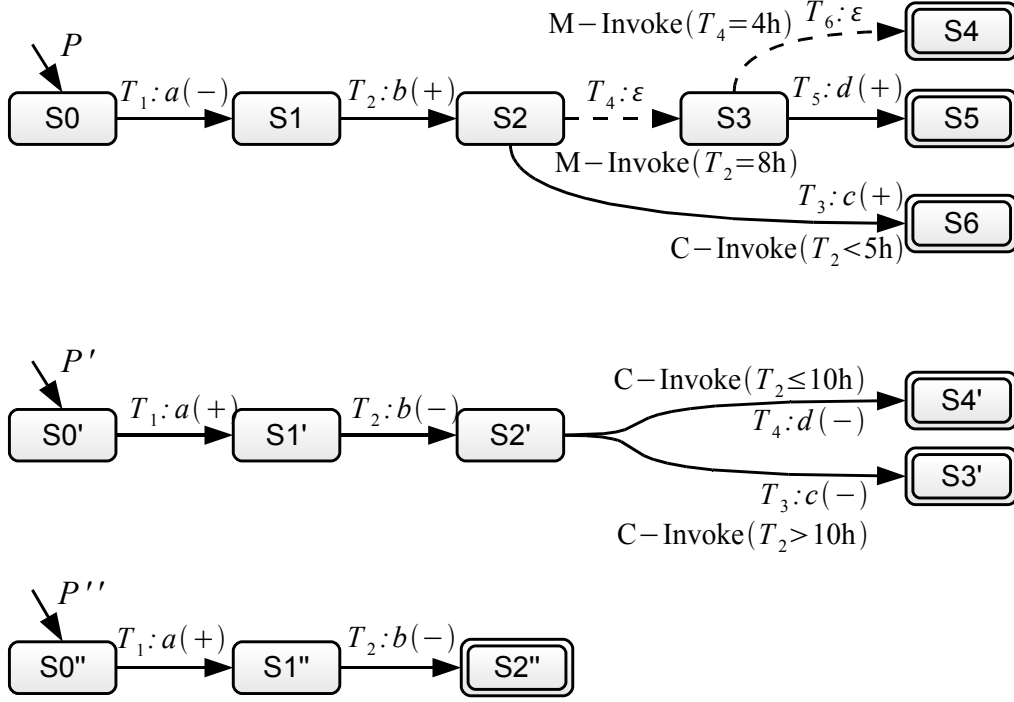 P
M−Invoke(T₄=4h)
T₆:ε
S4
S0
T₁:a(−)
S1
T₂:b(+)
S2
T₄:ε
S3
T₅:d(+)
S5
M−Invoke(T₂=8h)
T₃:c(+)
S6
C−Invoke(T₂<5h)
P'
C−Invoke(T₂≤10h)
S4'
S0'
T₁:a(+)
S1'
T₂:b(−)
S2'
T₄:d(−)
S3'
T₃:c(−)
C−Invoke(T₂>10h)
P''
S0"
T₁:a(+)
S1"
T₂:b(−)
S2"